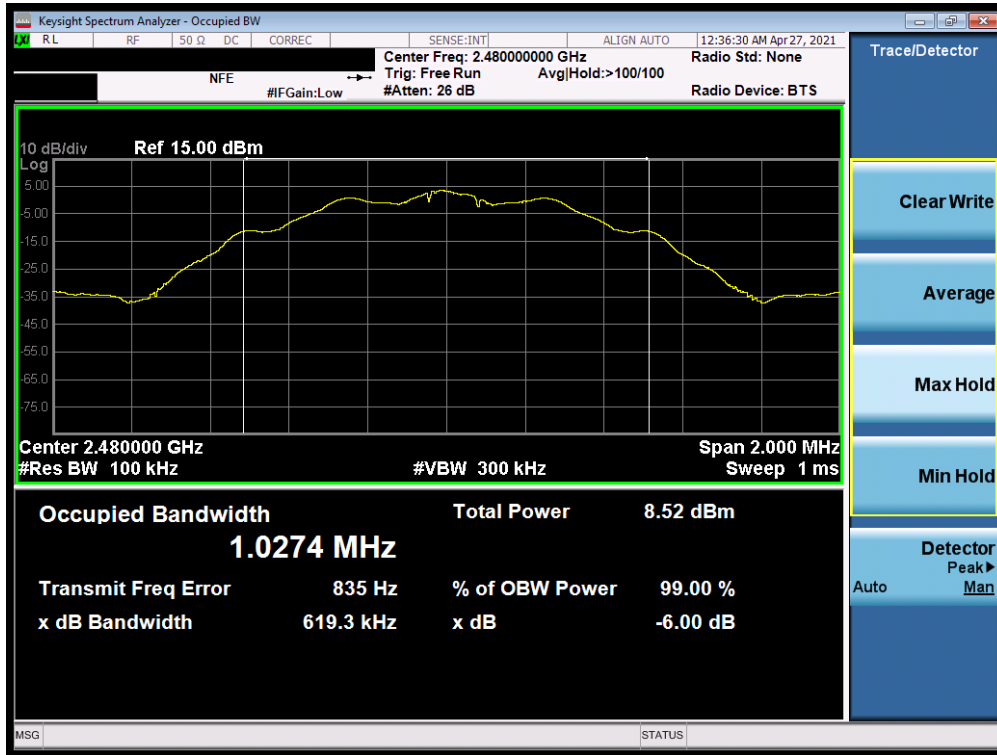 Keysight Spectrum Analyzer - Occupied BW
LXI RL RF 50 Ω DC CORREC SENSE:INT ALIGN AUTO 12:36:30 AM Apr 27, 2021
Center Freq: 2.480000000 GHz Radio Std: None
NFE Trig: Free Run Avg|Hold:>100/100
#IFGain:Low #Atten: 26 dB Radio Device: BTS
Trace/Detector
10 dB/div Ref 15.00 dBm
Log
5.00
-5.00
-15.0
-25.0
-35.0
-45.0
-55.0
-65.0
-75.0
Center 2.480000 GHz Span 2.000 MHz
#Res BW 100 kHz #VBW 300 kHz Sweep 1 ms
Occupied Bandwidth Total Power 8.52 dBm
1.0274 MHz
Transmit Freq Error 835 Hz % of OBW Power 99.00 %
x dB Bandwidth 619.3 kHz x dB -6.00 dB
Clear Write
Average
Max Hold
Min Hold
Detector
Peak▶
Auto Man
MSG STATUS